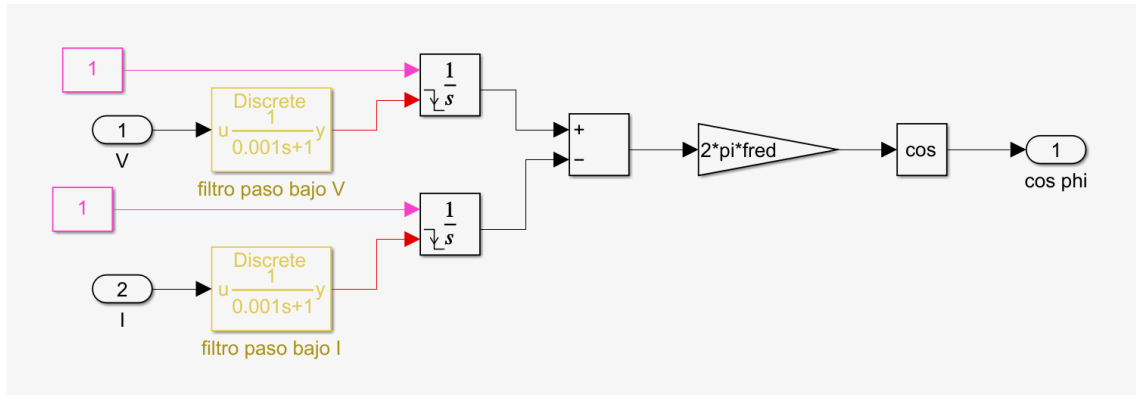 1
1
s
Discrete
1
u y
0.001s+1
1
V
filtro paso bajo V
+
−
2*pi*fred
cos
1
cos phi
1
1
s
Discrete
1
u y
0.001s+1
2
I
filtro paso bajo I